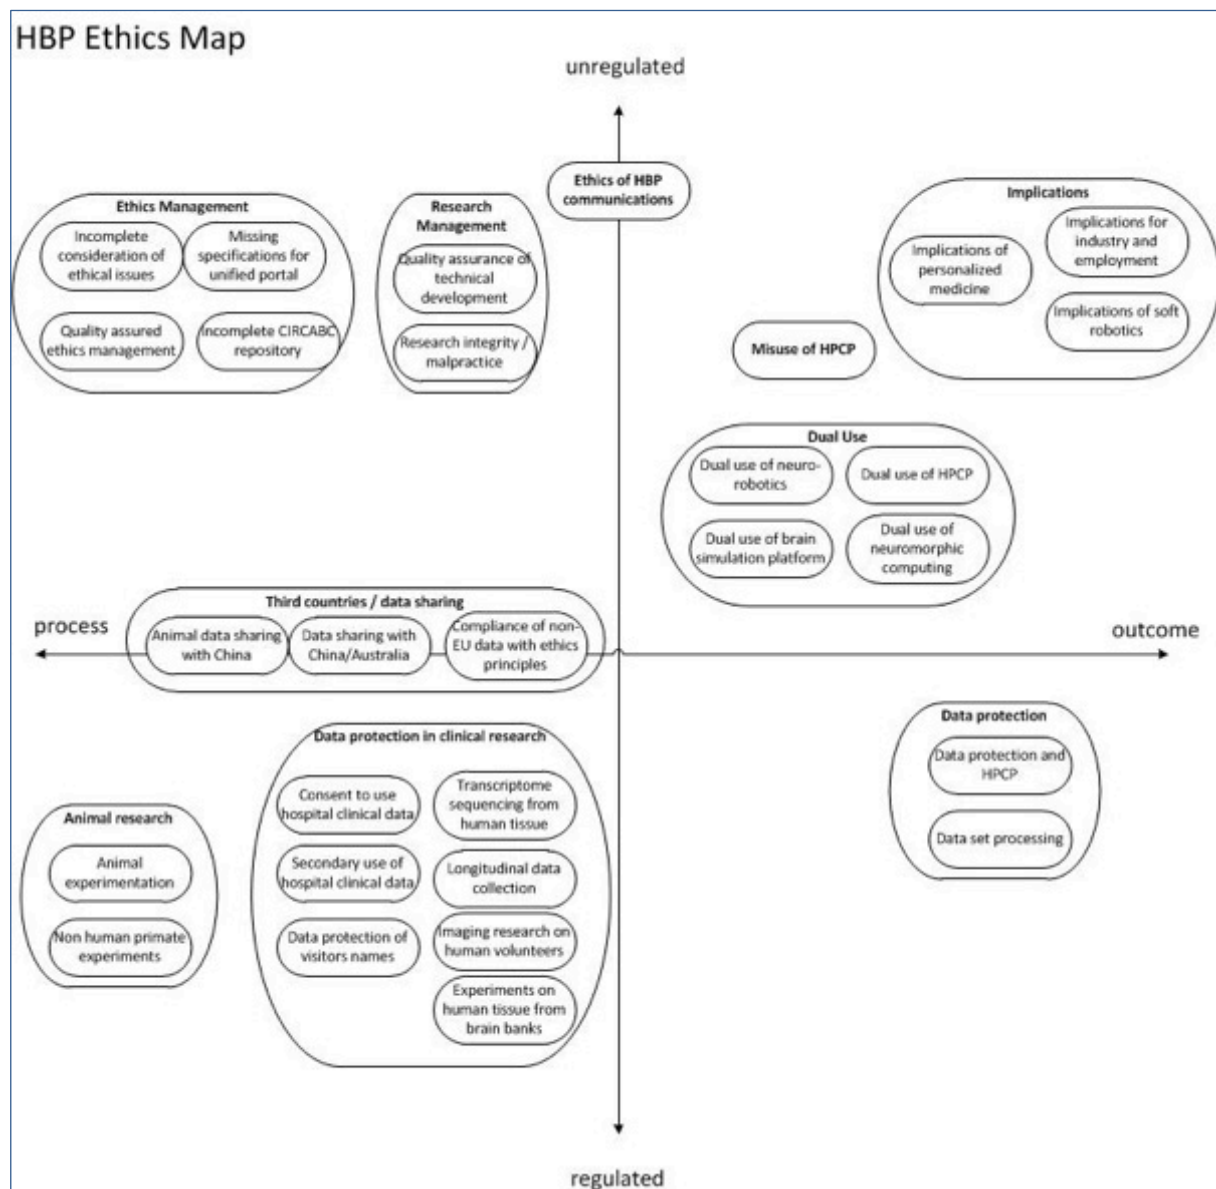 HBP Ethics Map
unregulated
Ethics of HBP
communications
Ethics Management
Incomplete
consideration of
ethical issues
Missing
specifications for
unified portal
Quality assured
ethics management
Incomplete CIRCABC
repository
Research
Management
Quality assurance of
technical
development
Research integrity /
malpractice
Implications
Implications of
personalized
medicine
Implications for
industry and
employment
Implications of soft
robotics
Misuse of HPCP
Dual Use
Dual use of neuro-
robotics
Dual use of HPCP
Dual use of brain
simulation platform
Dual use of
neuromorphic
computing
process
Third countries / data sharing
Animal data sharing
with China
Data sharing with
China/Australia
Compliance of non-
EU data with ethics
principles
outcome
Data protection
Data protection and
HPCP
Data set processing
Data protection in clinical research
Consent to use
hospital clinical data
Transcriptome
sequencing from
human tissue
Secondary use of
hospital clinical data
Longitudinal data
collection
Data protection of
visitors names
Imaging research on
human volunteers
Experiments on
human tissue from
brain banks
Animal research
Animal
experimentation
Non human primate
experiments
regulated